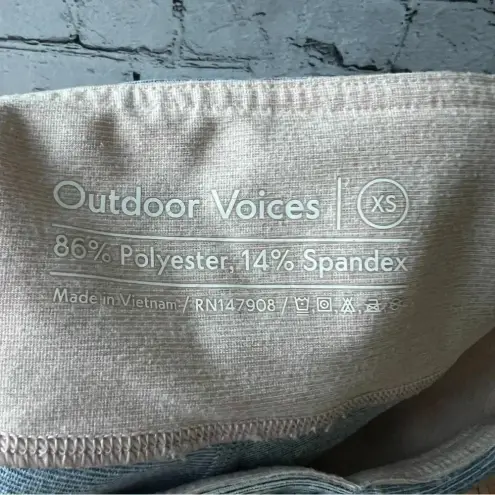 Outdoor Voices | XS
86% Polyester, 14% Spandex
Made in Vietnam / RN147908 /